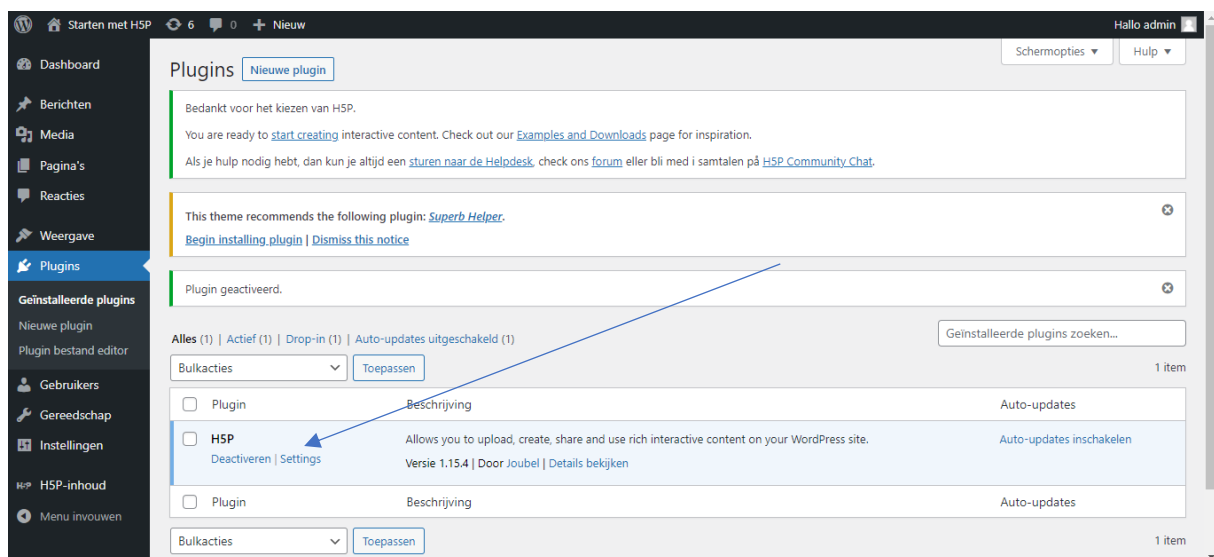 Starten met H5P 6 0 + Nieuw Hallo admin
Dashboard
Berichten
Media
Pagina's
Reacties
Weergave
Plugins
Geïnstalleerde plugins
Nieuwe plugin
Plugin bestand editor
Gebruikers
Gereedschap
Instellingen
H5P H5P-inhoud
Menu invouwen
Schermopties ▼ Hulp ▼
Plugins Nieuwe plugin
Bedankt voor het kiezen van H5P.
You are ready to start creating interactive content. Check out our Examples and Downloads page for inspiration.
Als je hulp nodig hebt, dan kun je altijd een sturen naar de Helpdesk, check ons forum eller bli med i samtalen på H5P Community Chat.
This theme recommends the following plugin: Superb Helper.
Begin installing plugin | Dismiss this notice
Plugin geactiveerd.
Alles (1) | Actief (1) | Drop-in (1) | Auto-updates uitgeschakeld (1)
Geïnstalleerde plugins zoeken...
Bulkacties Toepassen 1 item
Plugin Beschrijving Auto-updates
H5P Allows you to upload, create, share and use rich interactive content on your WordPress site. Auto-updates inschakelen
Deactiveren | Settings Versie 1.15.4 | Door Joubel | Details bekijken
Plugin Beschrijving Auto-updates
Bulkacties Toepassen 1 item